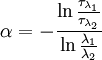 α = − ln τ_λ₁/τ_λ₂ / ln λ₁/λ₂